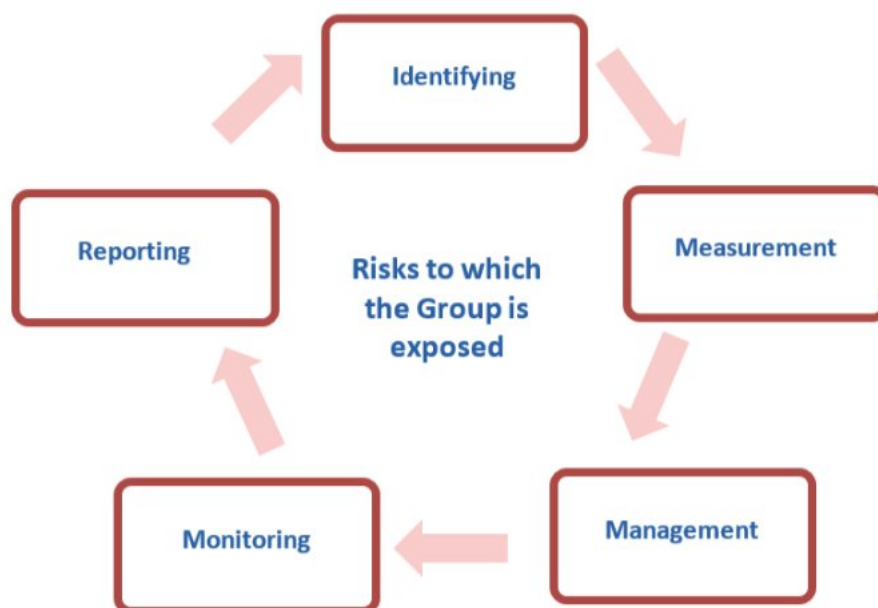 Identifying
Reporting
Measurement
Risks to which
the Group is
exposed
Monitoring
Management